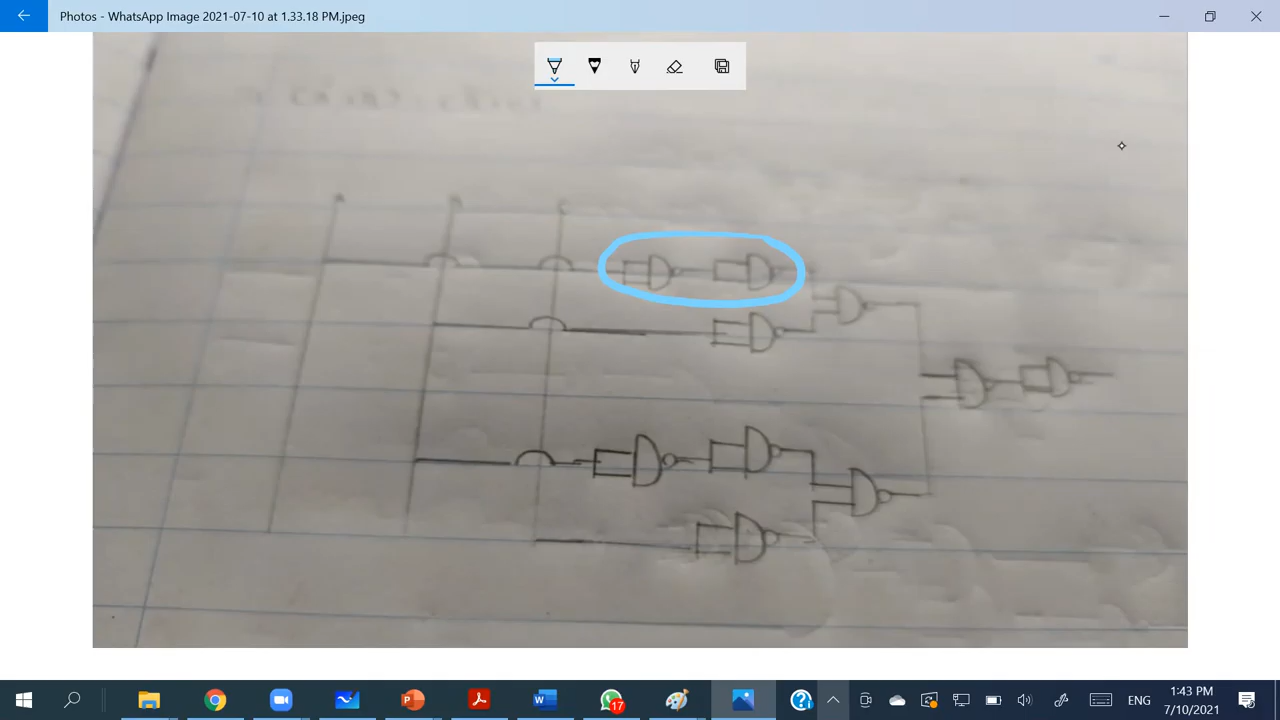 Photos - WhatsApp Image 2021-07-10 at 1.33.18 PM.jpeg
A B C
17
ENG
1:43 PM
7/10/2021